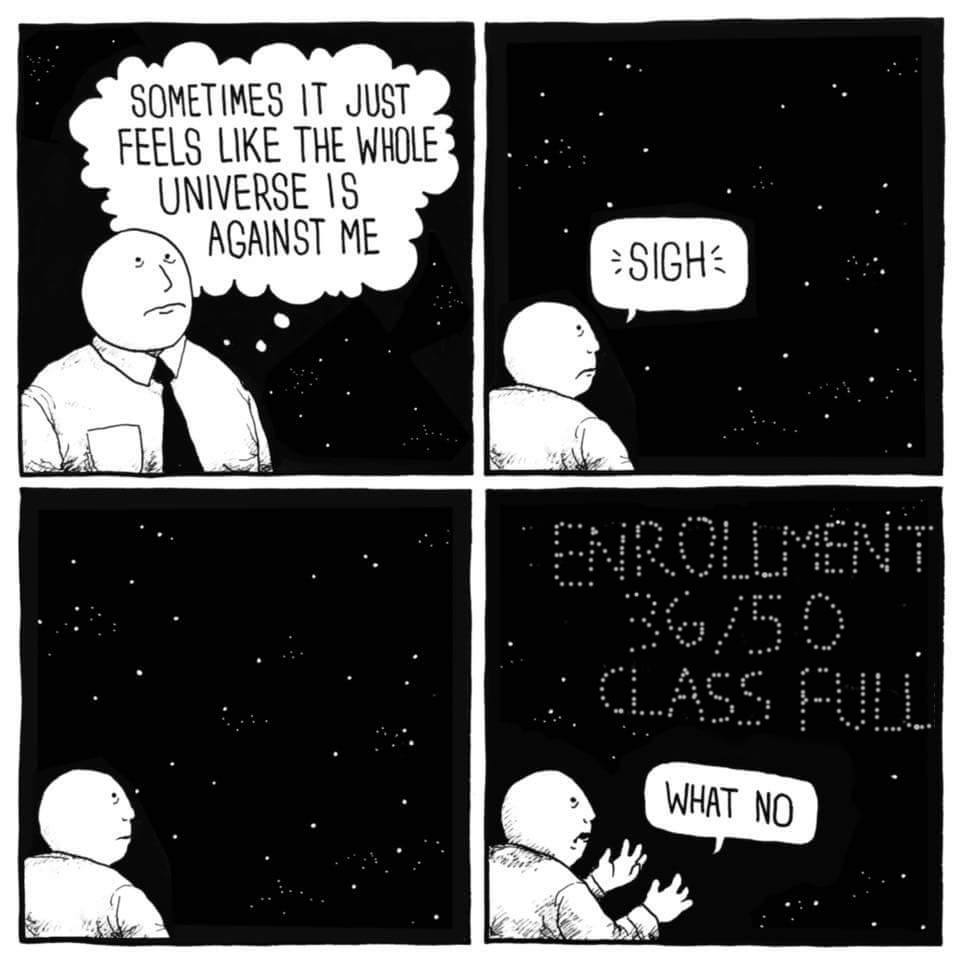 SOMETIMES IT JUST
FEELS LIKE THE WHOLE
UNIVERSE IS
AGAINST ME
SIGH
ENROLLMENT
36/50
CLASS FULL
WHAT NO